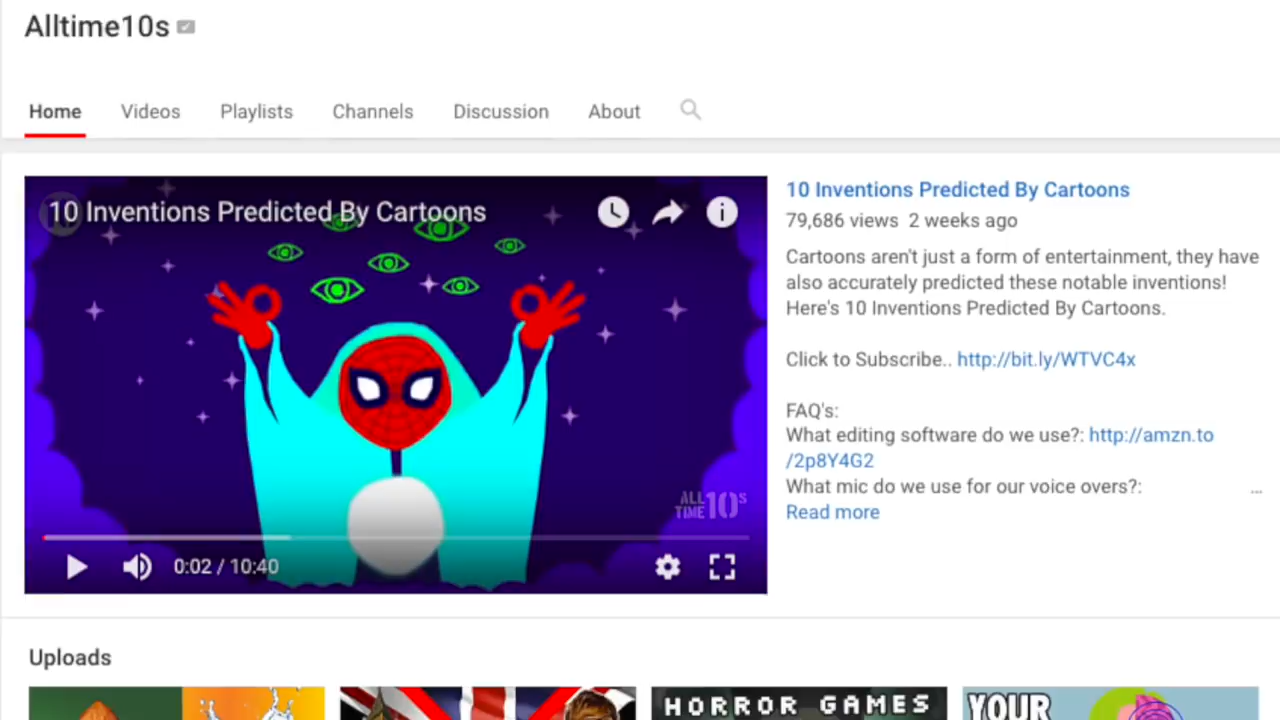 Alltime10s
Home Videos Playlists Channels Discussion About
10 Inventions Predicted By Cartoons
10 Inventions Predicted By Cartoons
79,686 views 2 weeks ago
Cartoons aren't just a form of entertainment, they have
also accurately predicted these notable inventions!
Here's 10 Inventions Predicted By Cartoons.
Click to Subscribe.. http://bit.ly/WTVC4x
FAQ's:
What editing software do we use?: http://amzn.to
/2p8Y4G2
What mic do we use for our voice overs?: ...
Read more
ALL TIME 10s
0:02 / 10:40
Uploads
HORROR GAMES
YOUR